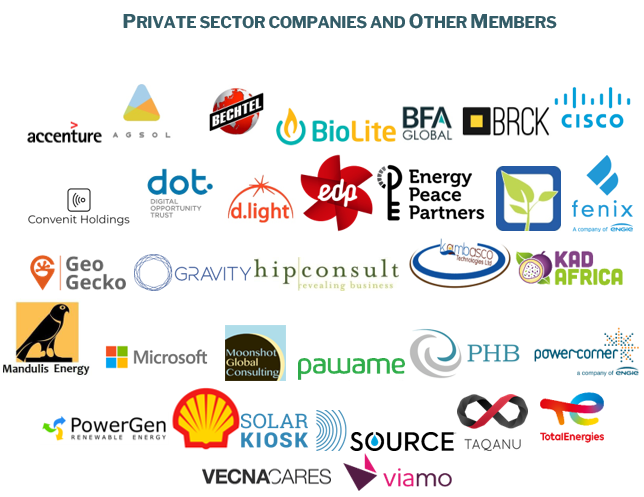 PRIVATE SECTOR COMPANIES AND OTHER MEMBERS
accenture
AGSOL
BECHTEL
BioLite
BFA
GLOBAL
BRCK
CISCO
Convenit Holdings
dot.
DIGITAL
OPPORTUNITY
TRUST
d.light
edp
Energy
Peace
Partners
fenix
A company of ENGIE
Geo
Gecko
GRAVITY
hip consult
revealing business
kambasco
Technologies Ltd
KAD
AFRICA
Mandulis Energy
Microsoft
Moonshot
Global
Consulting
pawame
PHB
powercorner
a company of ENGIE
PowerGen
RENEWABLE ENERGY
SOLAR
KIOSK
SOURCE
TAQANU
TotalEnergies
VECNACARES
viamo